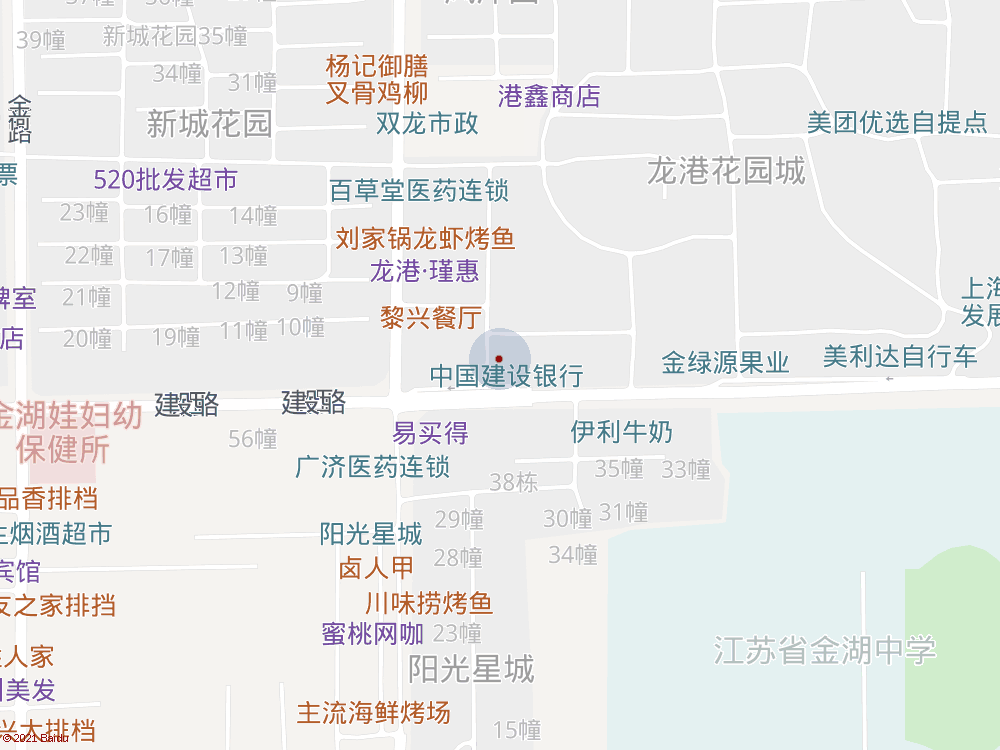 39幢
新城花园35幢
34幢
31幢
杨记御膳
叉骨鸡柳
港鑫商店
新城花园
双龙市政
美团优选自提点
票
520批发超市
百草堂医药连锁
龙港花园城
23幢
16幢
14幢
刘家锅龙虾烤鱼
22幢
17幢
13幢
龙港·瑾惠
牌室
21幢
12幢
9幢
上海
发展
黎兴餐厅
店
20幢
19幢
11幢
10幢
中国建设银行
金绿源果业
美利达自行车
金湖娃妇幼
保健所
56幢
易买得
伊利牛奶
广济医药连锁
35幢
33幢
38栋
品香排档
29幢
30幢
31幢
烟酒超市
阳光星城
28幢
34幢
宾馆
卤人甲
友之家排挡
川味捞烤鱼
蜜桃网咖
23幢
江苏省金湖中学
人家
阳光星城
美发
主流海鲜烤场
兴大排档
15幢
© 2021 Baidu